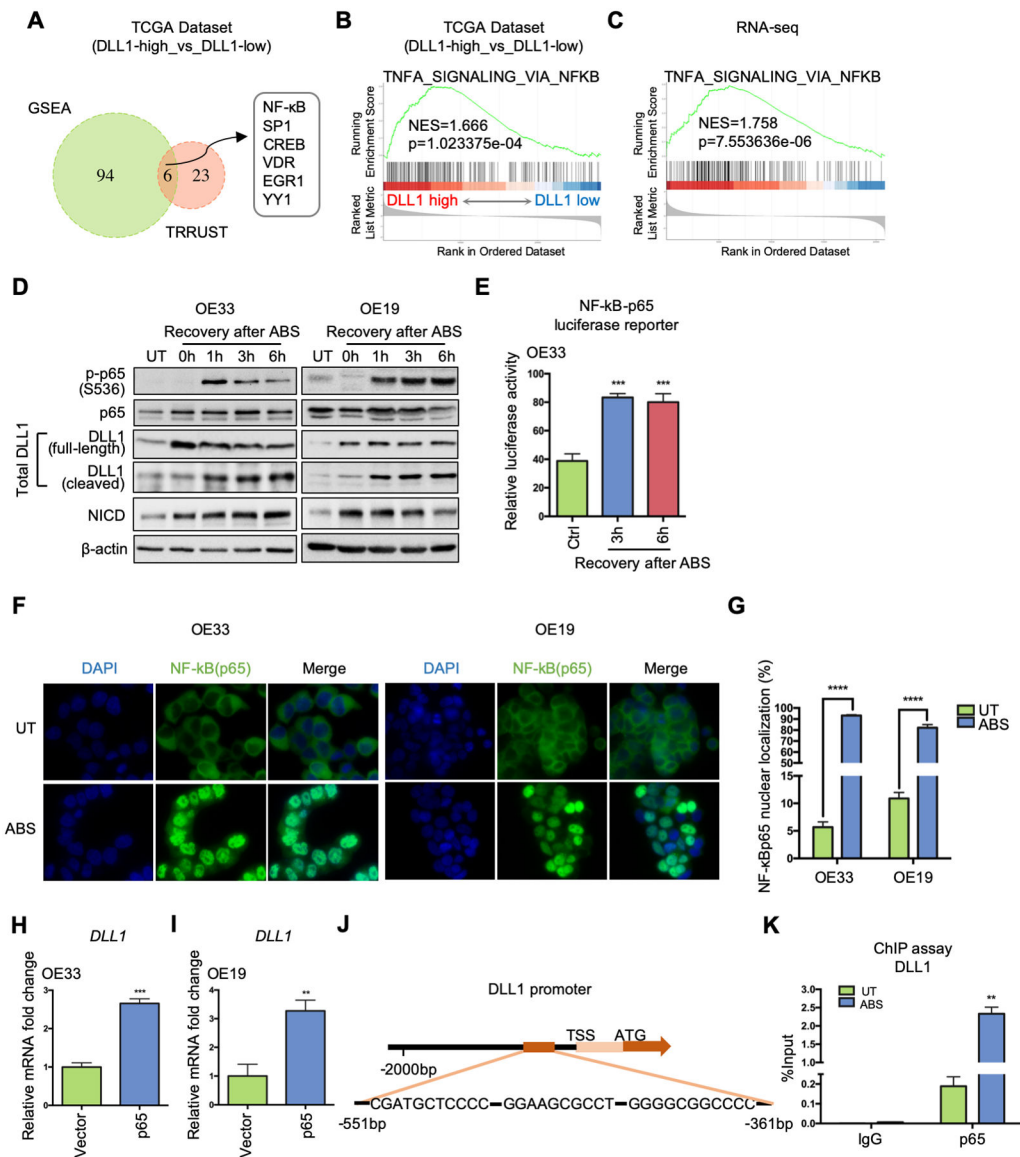 A
TCGA Dataset
(DLL1-high_vs_DLL1-low)
GSEA
94
6
23
TRRUST
NF-κB
SP1
CREB
VDR
EGR1
YY1
B
TCGA Dataset
(DLL1-high_vs_DLL1-low)
TNFA_SIGNALING_VIA_NFKB
Running
Enrichment Score
NES=1.666
p=1.023375e-04
DLL1 high
DLL1 low
Ranked
List Metric
Rank in Ordered Dataset
C
RNA-seq
TNFA_SIGNALING_VIA_NFKB
Running
Enrichment Score
NES=1.758
p=7.553636e-06
Ranked
List Metric
Rank in Ordered Dataset
D
OE33
OE19
Recovery after ABS
Recovery after ABS
UT 0h 1h 3h 6h
UT 0h 1h 3h 6h
p-p65
(S536)
p65
Total DLL1
DLL1
(full-length)
DLL1
(cleaved)
NICD
β-actin
E
NF-kB-p65
luciferase reporter
OE33
Relative luciferase activity
100
80
60
40
20
0
***
***
Ctrl
3h
6h
Recovery after ABS
F
OE33
OE19
DAPI
NF-kB(p65)
Merge
DAPI
NF-kB(p65)
Merge
UT
ABS
G
NF-κBp65 nuclear localization (%)
100
90
80
70
60
50
15
10
5
0
****
****
UT
ABS
OE33
OE19
H
DLL1
OE33
Relative mRNA fold change
3
2
1
0
***
Vector
p65
I
DLL1
OE19
Relative mRNA fold change
4
3
2
1
0
**
Vector
p65
J
DLL1 promoter
TSS
ATG
-2000bp
CGATGCTCCCC
GGAAGCGCCT
GGGGCGGCCCC
-551bp
-361bp
K
ChIP assay
DLL1
UT
ABS
%Input
3.0
2.5
2.0
1.5
1.0
0.5
0.2
0.1
0.0
**
IgG
p65